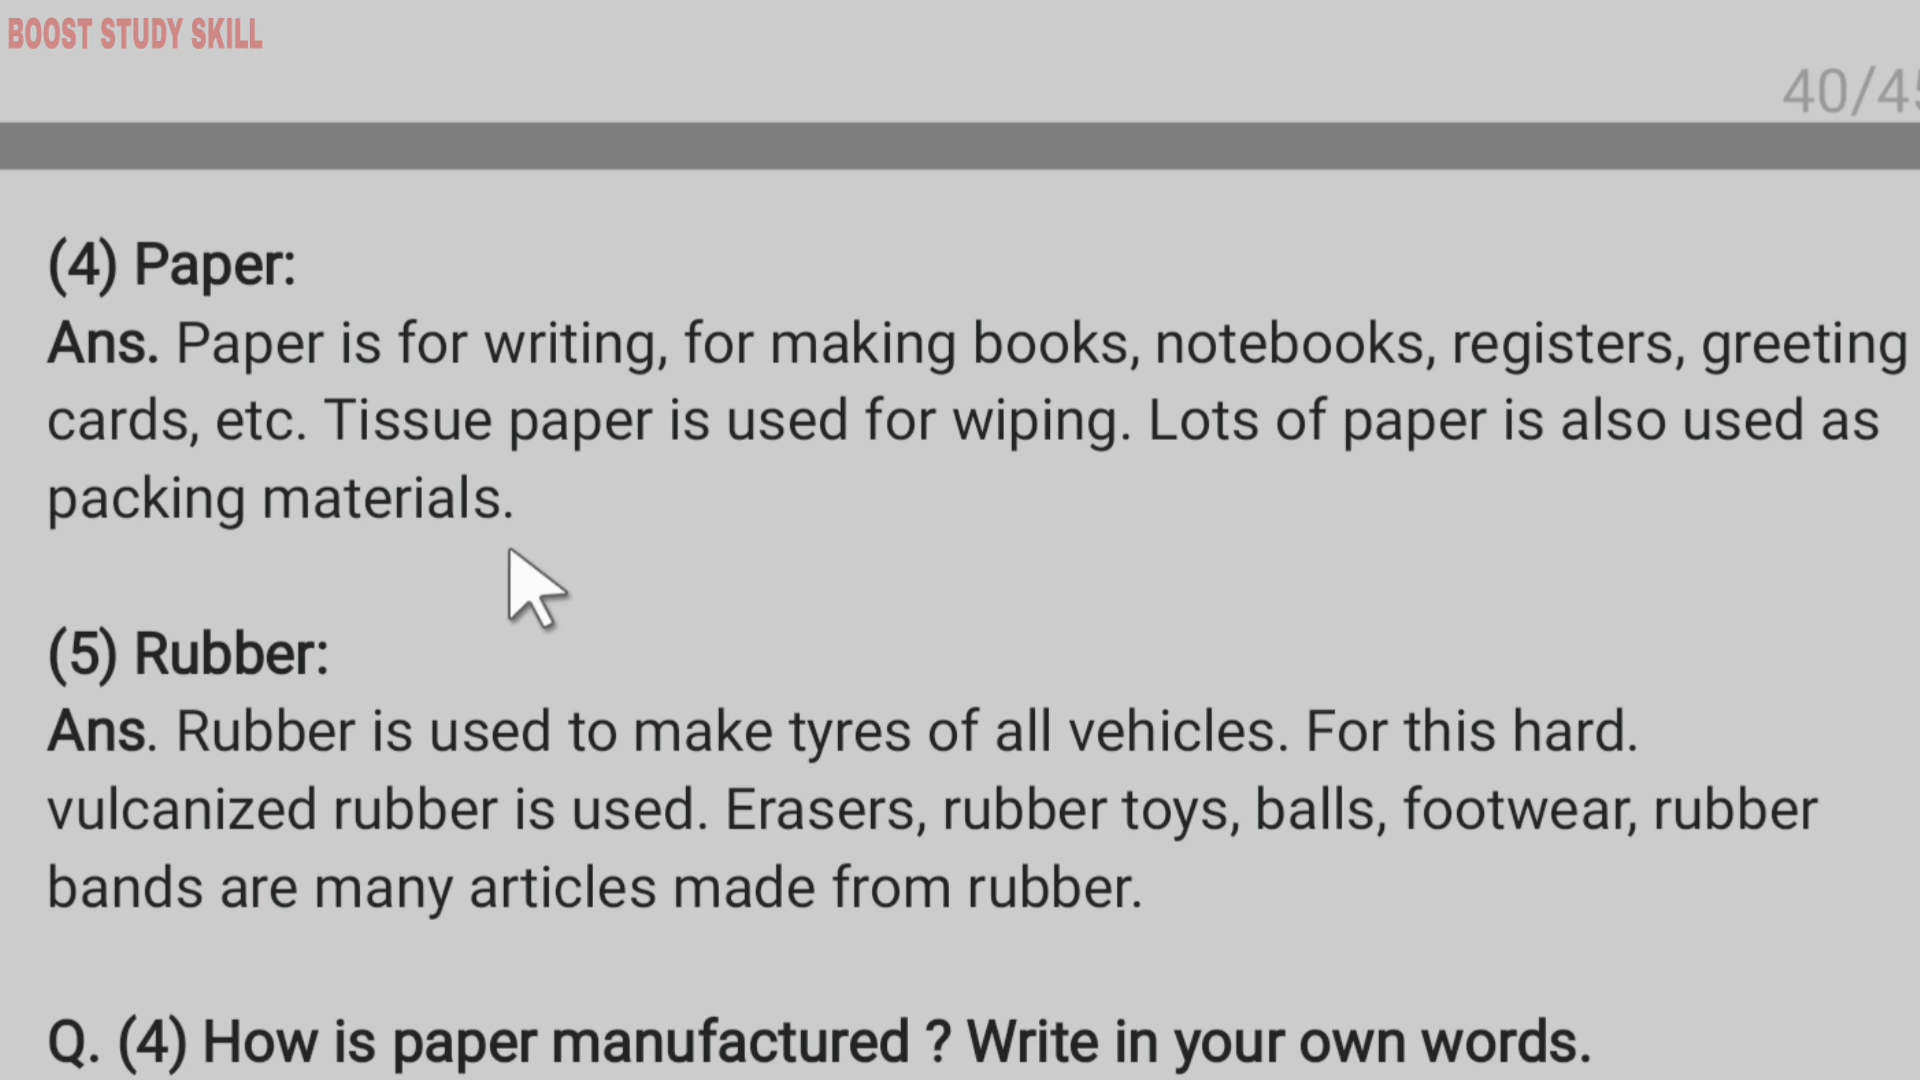 BOOST STUDY SKILL
40/45
(4) Paper:
Ans. Paper is for writing, for making books, notebooks, registers, greeting
cards, etc. Tissue paper is used for wiping. Lots of paper is also used as
packing materials.
(5) Rubber:
Ans. Rubber is used to make tyres of all vehicles. For this hard.
vulcanized rubber is used. Erasers, rubber toys, balls, footwear, rubber
bands are many articles made from rubber.
Q. (4) How is paper manufactured ? Write in your own words.